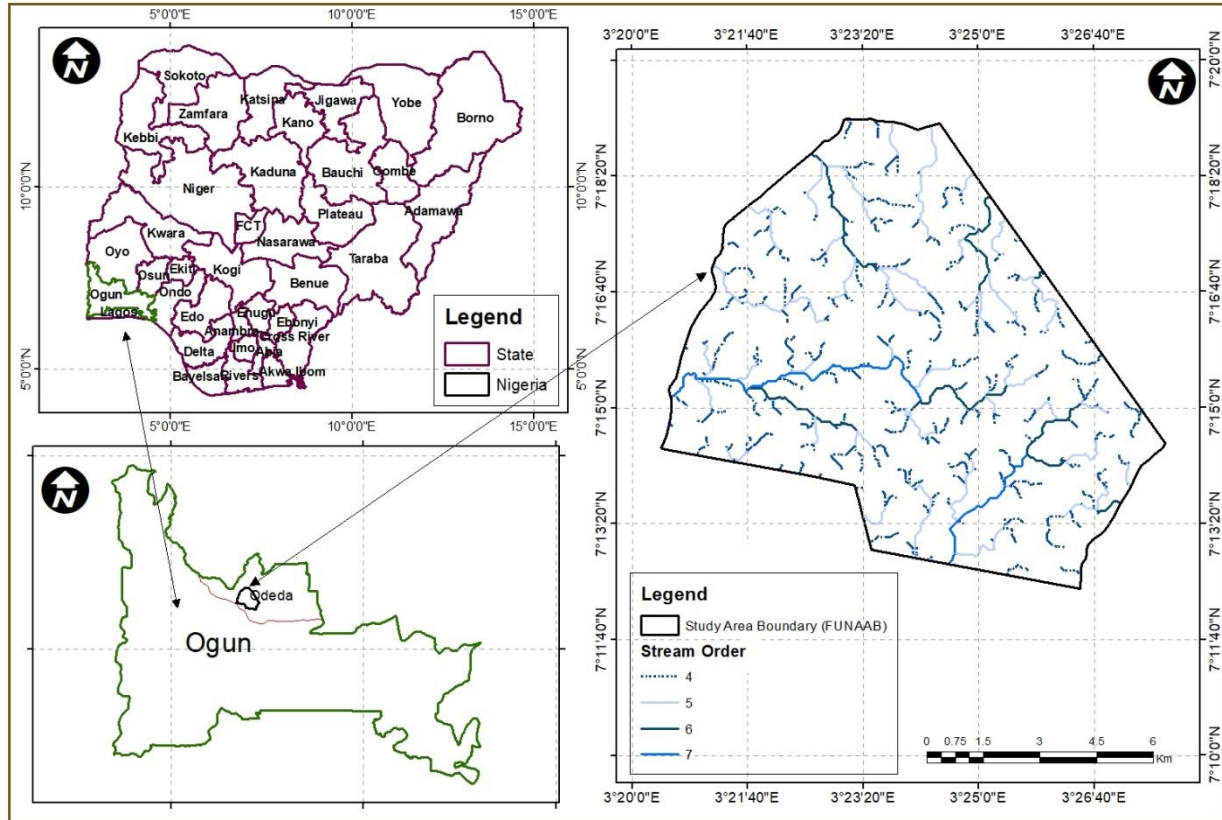 5°0'0"E 10°0'0"E 15°0'0"E
N
10°0'0"N
5°0'0"N
Sokoto
Zamfara
Kebbi
Katsina
Kano
Jigawa
Yobe
Borno
Niger
Kaduna
Bauchi
Gombe
Adamawa
Plateau
FCT
Nasarawa
Kwara
Oyo
Osun
Ekiti
Kogi
Taraba
Benue
Ogun
Ondo
Lagos
Edo
Enugu
Anambra
Ebonyi
Cross River
Delta
Imo
Abia
Bayelsa
Rivers
Akwa Ibom
Legend
State
Nigeria
10°0'0"N
5°0'0"N
5°0'0"E 10°0'0"E 15°0'0"E
N
Odeda
Ogun
3°20'0"E 3°21'40"E 3°23'20"E 3°25'0"E 3°26'40"E
N
7°18'20"N
7°16'40"N
7°15'0"N
7°13'20"N
7°11'40"N
7°20'0"N
7°18'20"N
7°16'40"N
7°15'0"N
7°13'20"N
7°11'40"N
7°10'0"N
Legend
Study Area Boundary (FUNAAB)
Stream Order
4
5
6
7
0 0.75 1.5 3 4.5 6
Km
3°20'0"E 3°21'40"E 3°23'20"E 3°25'0"E 3°26'40"E